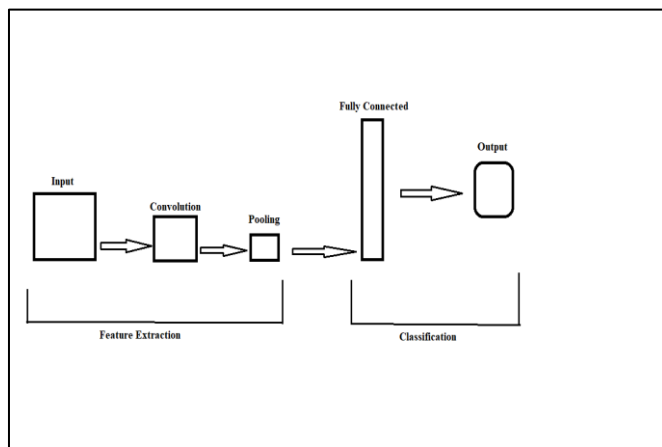 Fully Connected
Output
Input
Convolution
Pooling
Feature Extraction
Classification